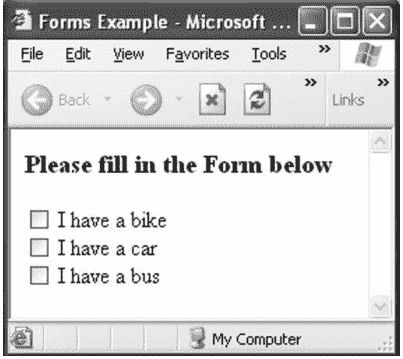 Forms Example - Microsoft ...
File Edit View Favorites Tools »
Back » Links »
Please fill in the Form below
I have a bike
I have a car
I have a bus
My Computer